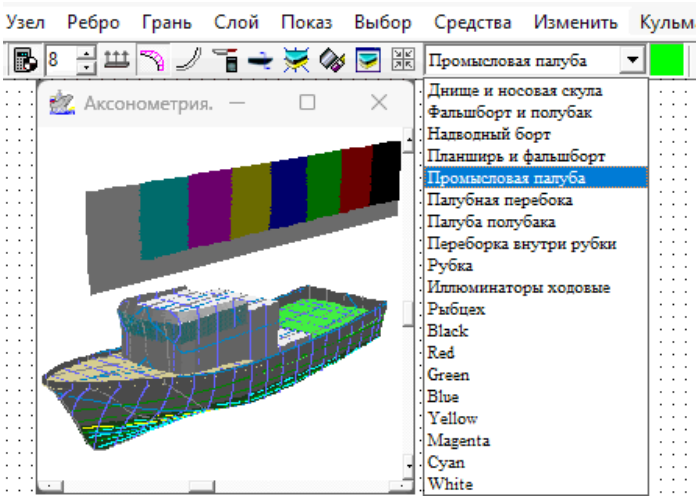 Узел Ребро Грань Слой Показ Выбор Средства Изменить Кульм
8 Промысловая палуба
Аксонометрия.
Днище и носовая скула
Фальшборт и полубак
Надводный борт
Планширь и фальшборт
Промысловая палуба
Палубная перебока
Палуба полубака
Переборка внутри рубки
Рубка
Иллюминаторы ходовые
Рыбцех
Black
Red
Green
Blue
Yellow
Magenta
Cyan
White